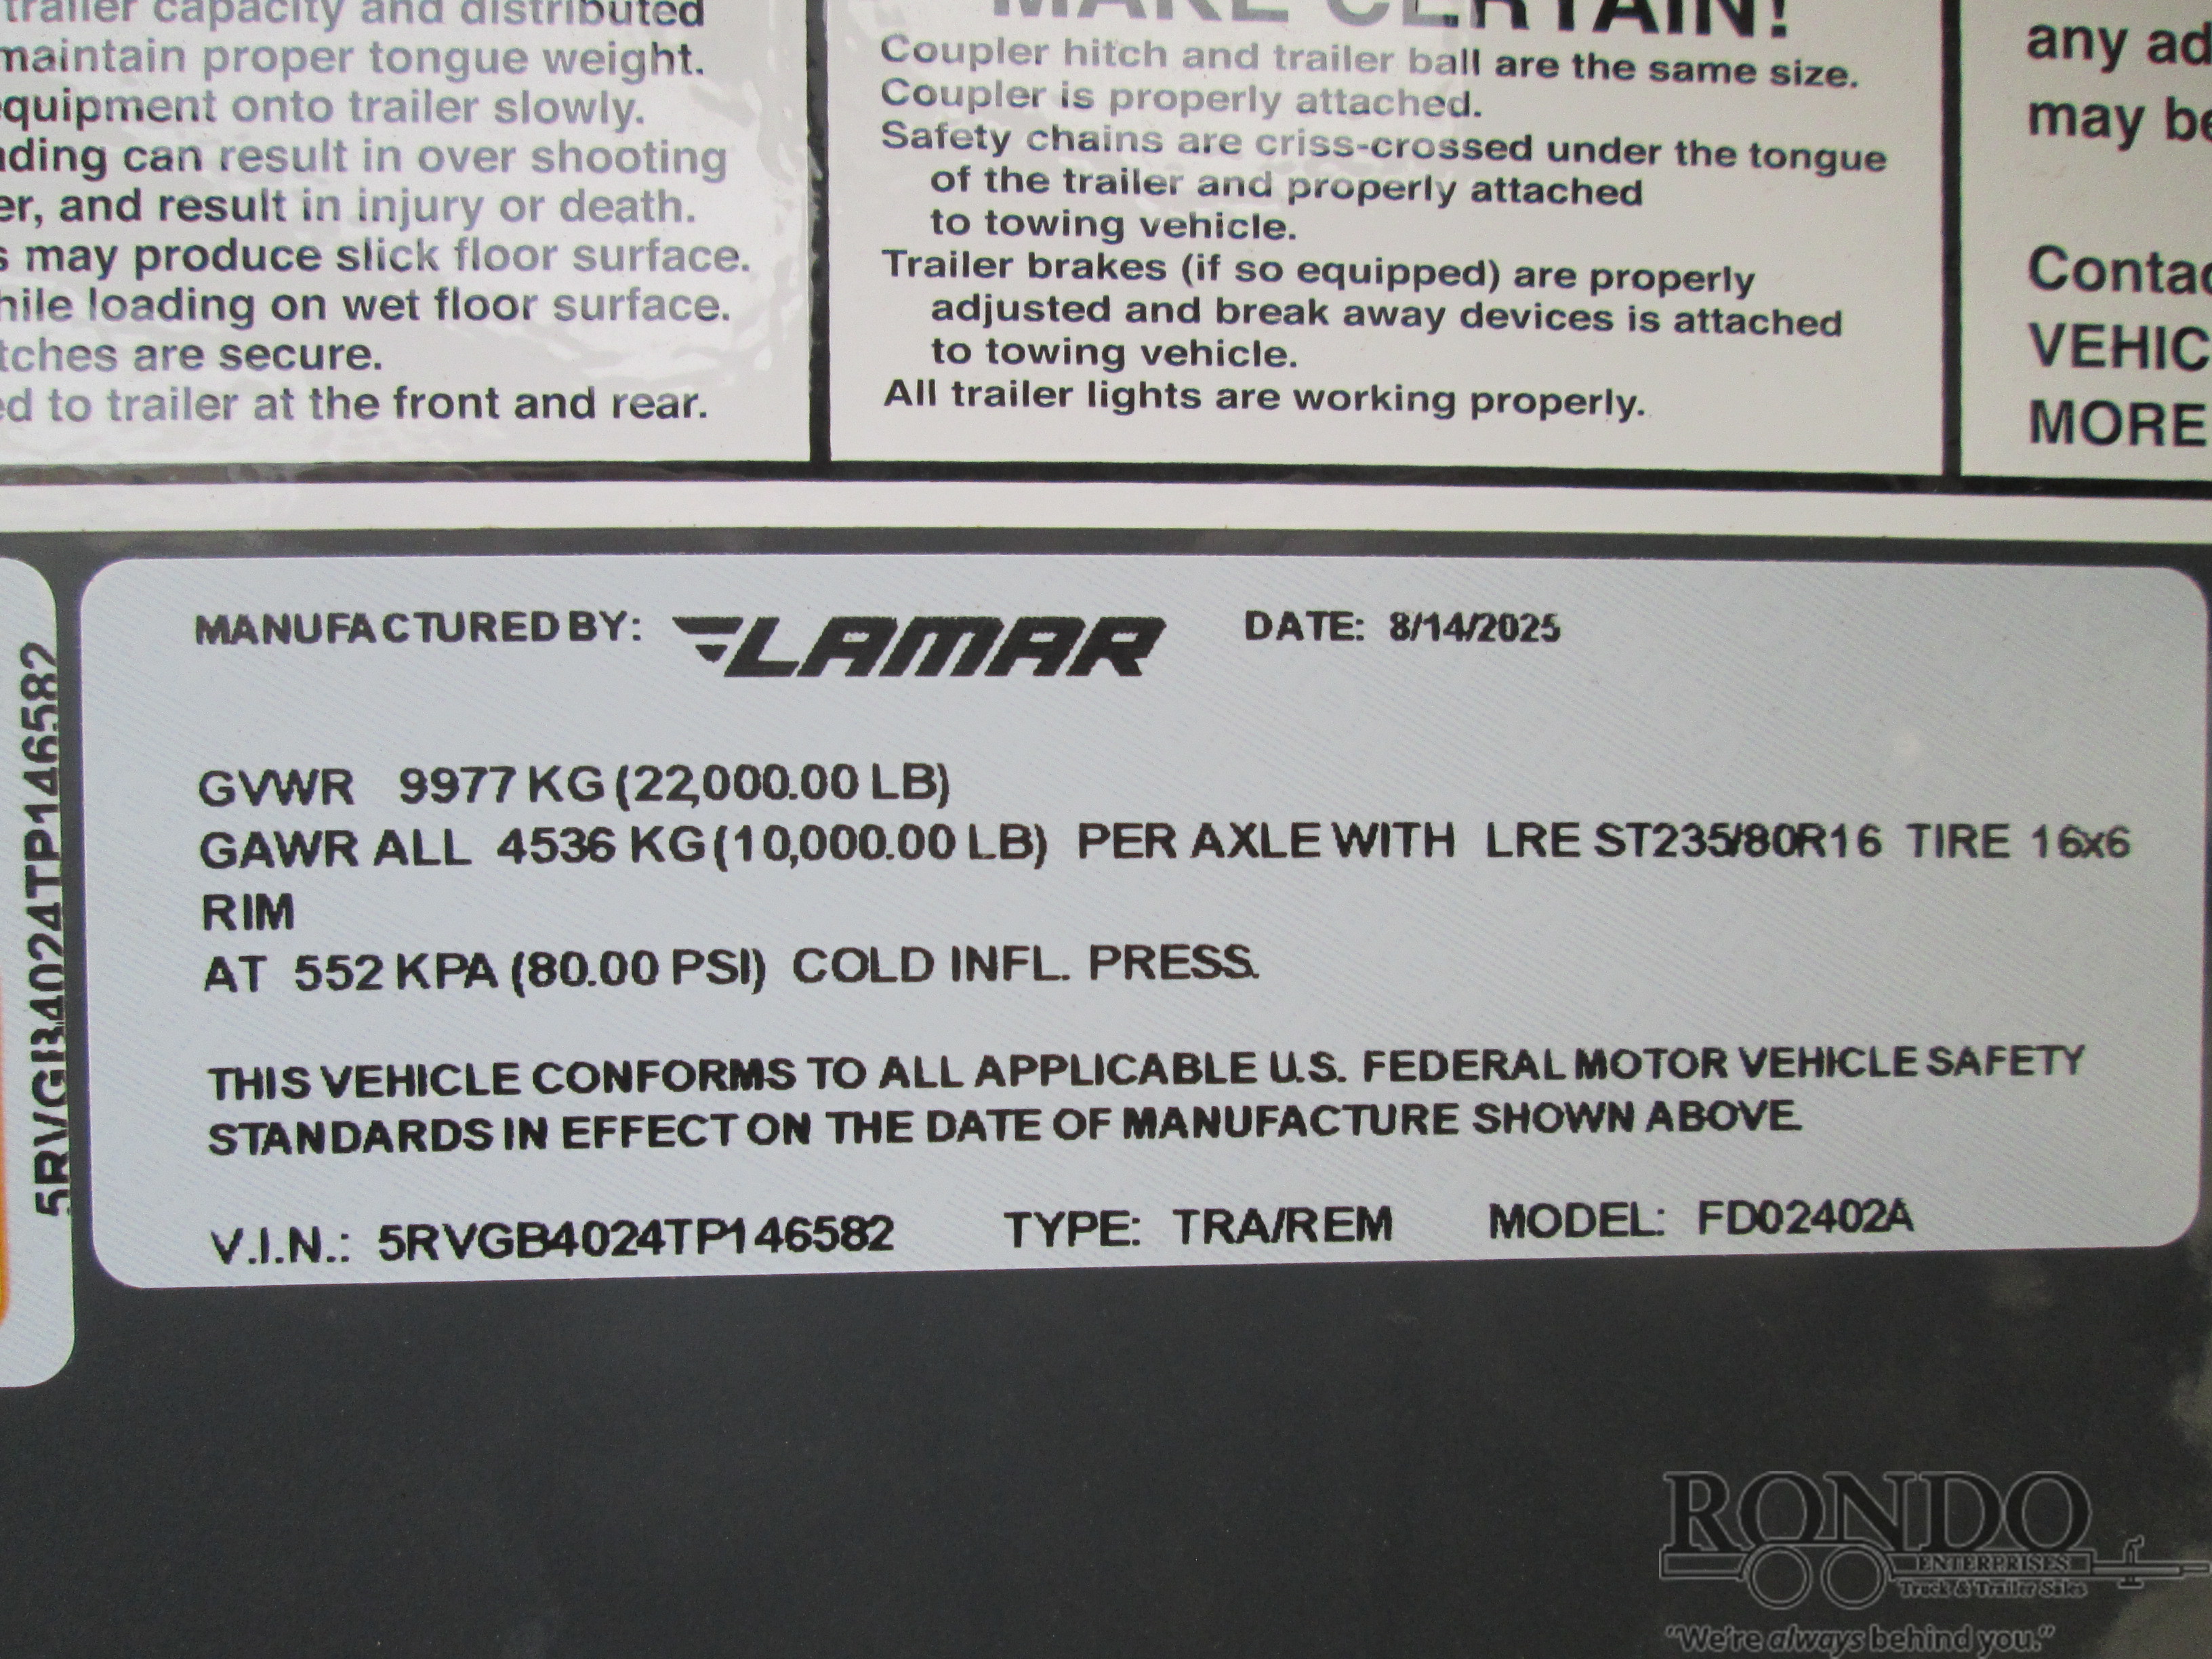 trailer capacity and distributed
maintain proper tongue weight.
equipment onto trailer slowly.
can result in over shooting
and result in injury or death.
may produce slick floor surface.
loading on wet floor surface.
are secure.
to trailer at the front and rear.
MAKE CERTAIN!
Coupler hitch and trailer ball are the same size.
Coupler is properly attached.
Safety chains are criss-crossed under the tongue
of the trailer and properly attached
to towing vehicle.
Trailer brakes (if so equipped) are properly
adjusted and break away devices is attached
to towing vehicle.
All trailer lights are working properly.
any
may
MORE
5RVGB4024TP146582
MANUFACTURED BY: LAMAR DATE: 8/14/2025
GVWR 9977 KG (22,000.00 LB)
GAWR ALL 4536 KG (10,000.00 LB) PER AXLE WITH LRE ST235/80R16 TIRE 16x6
RIM
AT 552 KPA (80.00 PSI) COLD INFL. PRESS.
THIS VEHICLE CONFORMS TO ALL APPLICABLE U.S. FEDERAL MOTOR VEHICLE SAFETY
STANDARDS IN EFFECT ON THE DATE OF MANUFACTURE SHOWN ABOVE.
V.I.N.: 5RVGB4024TP146582 TYPE: TRA/REM MODEL: FD02402A
RONDO
ENTERPRISES
Truck & Trailer Sales
"We're always behind you."